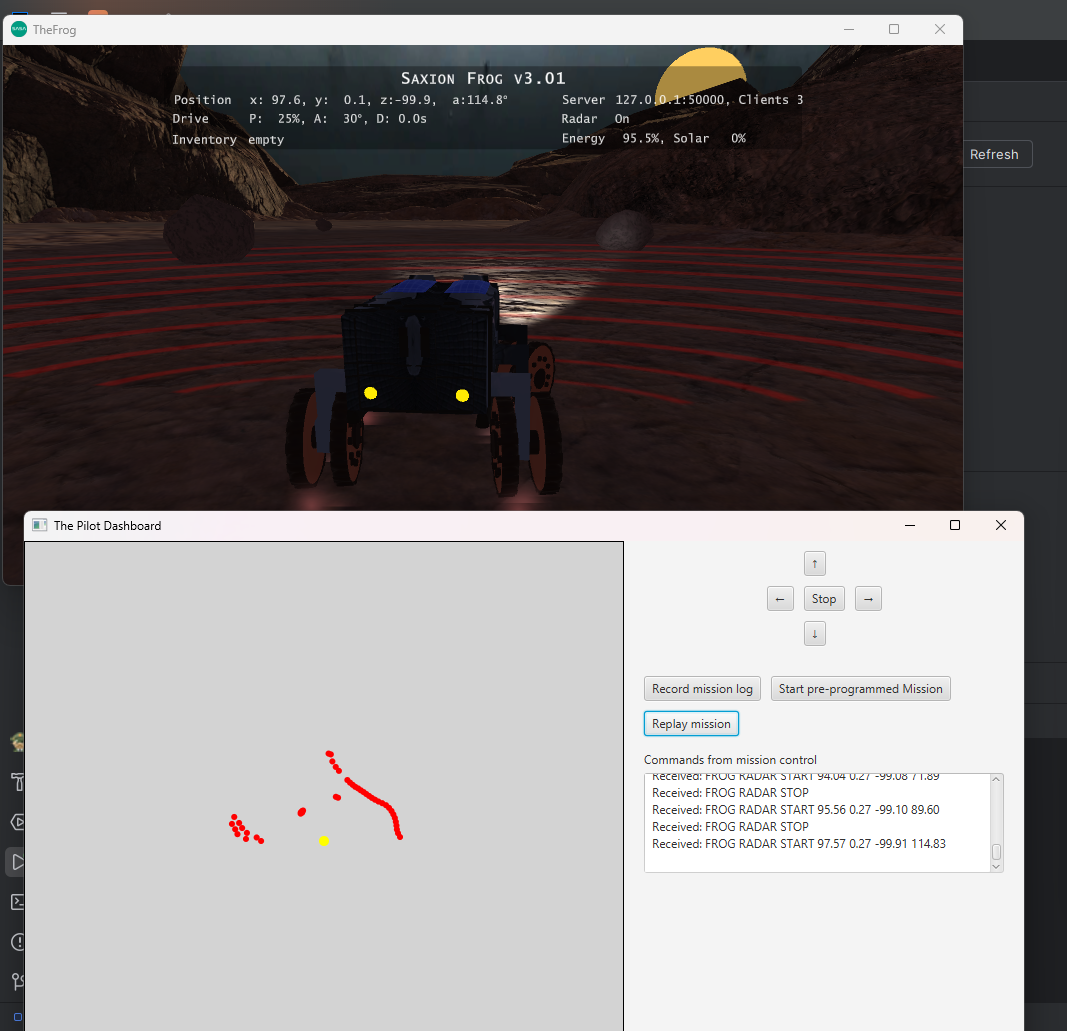 TheFrog
Saxion Frog v3.01
Position x: 97.6, y: 0.1, z:-99.9, a:114.8° Server 127.0.0.1:50000, Clients 3
Drive P: 25%, A: 30°, D: 0.0s Radar On
Inventory empty Energy 95.5%, Solar 0%
Refresh
The Pilot Dashboard
↑
← Stop →
↓
Record mission log Start pre-programmed Mission
Replay mission
Commands from mission control
Received: FROG RADAR START 94.04 0.27 -99.08 71.89
Received: FROG RADAR STOP
Received: FROG RADAR START 95.56 0.27 -99.10 89.60
Received: FROG RADAR STOP
Received: FROG RADAR START 97.57 0.27 -99.91 114.83